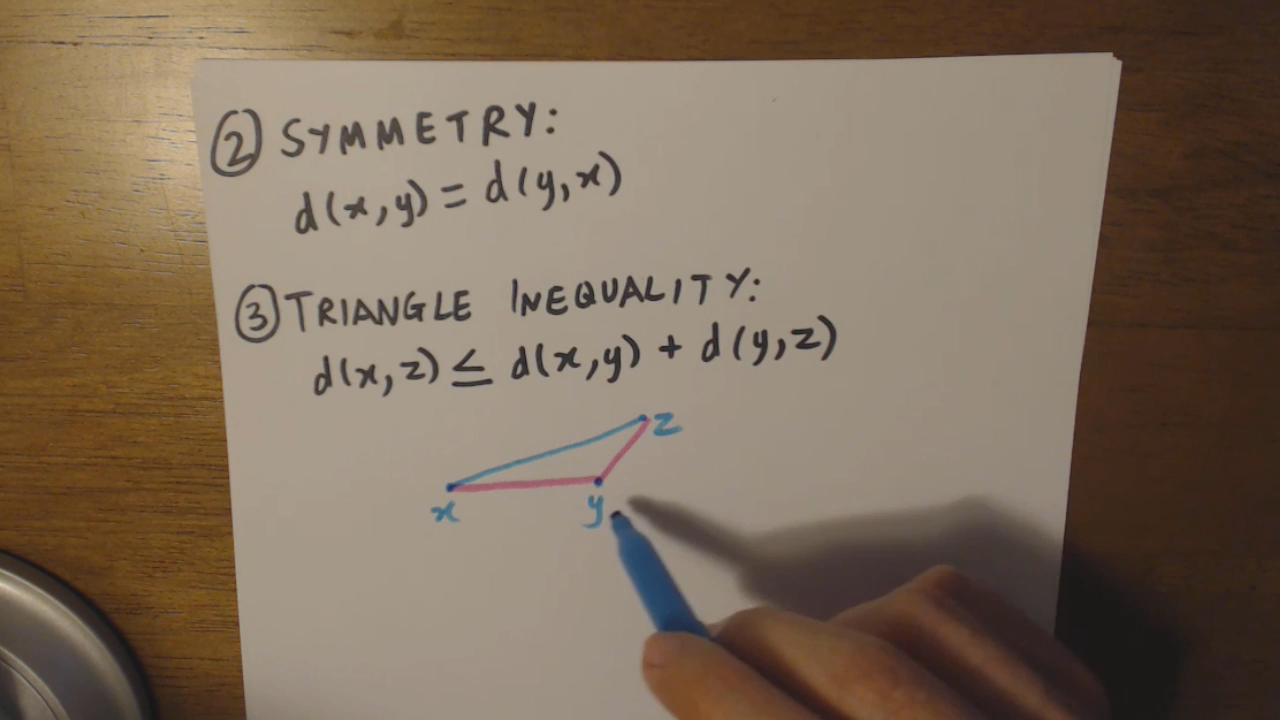 ② SYMMETRY:
d(x,y) = d(y,x)
③ TRIANGLE INEQUALITY:
d(x,z) ≤ d(x,y) + d(y,z)
z
x
y